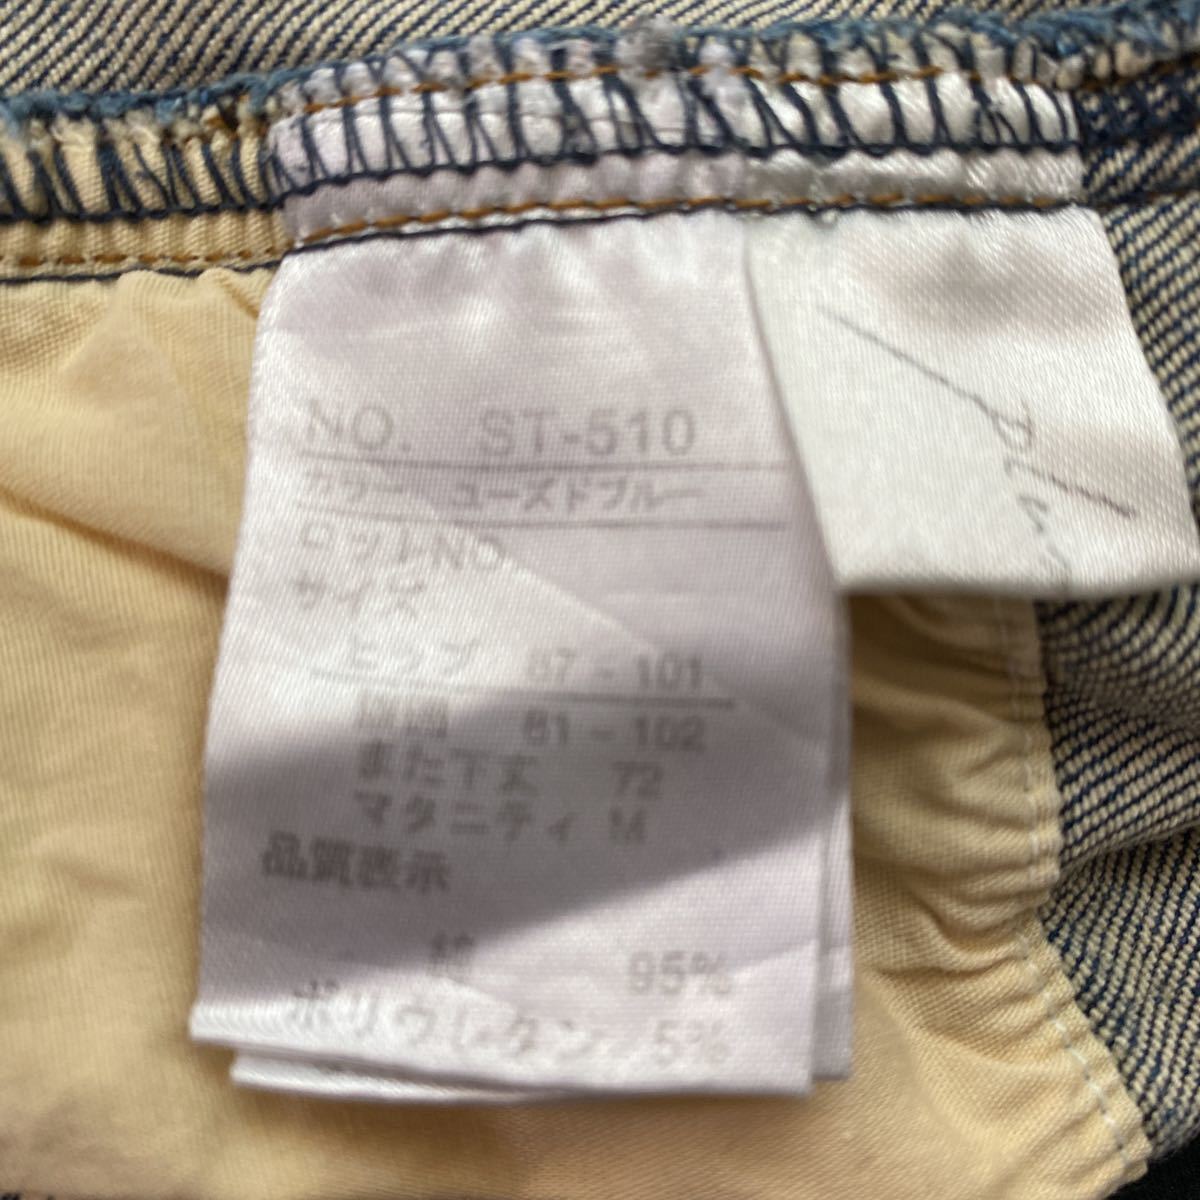 NO. ST-510
カラー ユーズドブルー
ロットNO
サイズ
ヒップ 87-101
腹囲 81-102
また下丈 72
マタニティ M
品質表示
綿 95%
ポリウレタン 5%